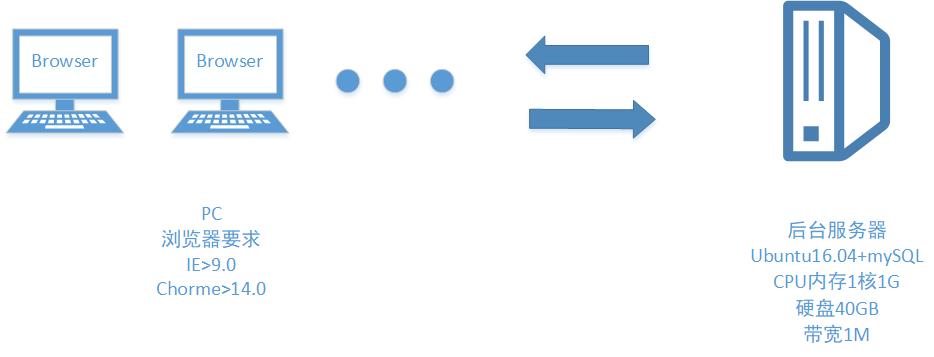 Browser
Browser
PC
浏览器要求
IE>9.0
Chorme>14.0
后台服务器
Ubuntu16.04+mySQL
CPU内存1核1G
硬盘40GB
带宽1M